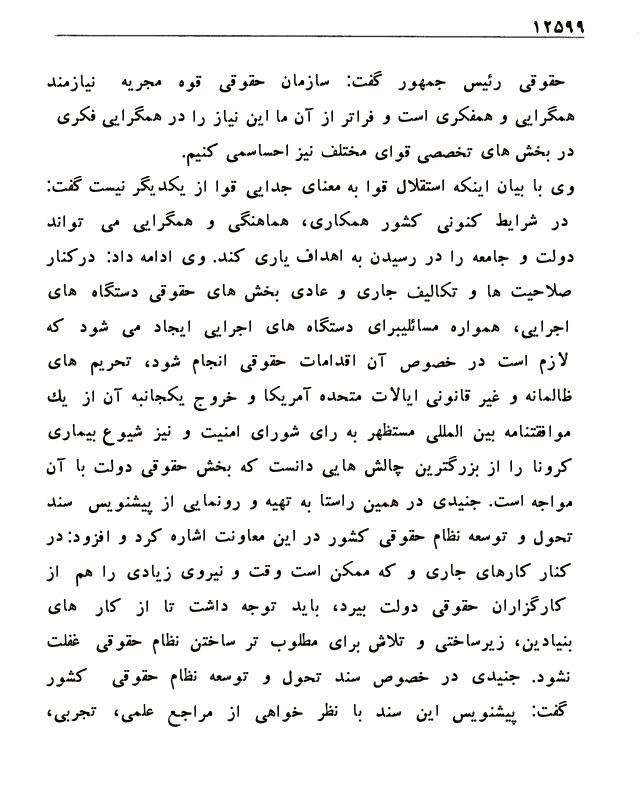 ۱۲۵۹۹
حقوقی رئیس جمهور گفت: سازمان حقوقی قوه مجریه نیازمند
همگرایی و همفکری است و فراتر از آن ما این نیاز را در همگرایی فکری
در بخش های تخصصی قوای مختلف نیز احساسمی کنیم.
وی با بیان اینکه استقلال قوا به معنای جدایی قوا از یکدیگر نیست گفت:
در شرایط کنونی کشور همکاری، هماهنگی و همگرایی می تواند
دولت و جامعه را در رسیدن به اهداف یاری کند. وی ادامه داد: درکنار
صلاحیت ها و تکالیف جاری و عادی بخش های حقوقی دستگاه های
اجرایی، همواره مسائلیبرای دستگاه های اجرایی ایجاد می شود که
لازم است در خصوص آن اقدامات حقوقی انجام شود، تحریم های
ظالمانه و غیر قانونی ایالات متحده آمریکا و خروج یکجانبه آن از یك
موافقتنامه بین المللی مستظهر به رای شورای امنیت و نیز شیوع بیماری
کرونا را از بزرگترین چالش هایی دانست که بخش حقوقی دولت با آن
مواجه است. جنیدی در همین راستا به تهیه و رونمایی از پیشنویس سند
تحول و توسعه نظام حقوقی کشور در این معاونت اشاره کرد و افزود: در
کنار کارهای جاری و که ممکن است وقت و نیروی زیادی را هم از
کارگزاران حقوقی دولت بیرد، باید توجه داشت تا از کار های
بنیادین، زیرساختی و تلاش برای مطلوب تر ساختن نظام حقوقی غفلت
نشود. جنیدی در خصوص سند تحول و توسعه نظام حقوقی کشور
گفت: پیشنویس این سند با نظر خواهی از مراجع علمی، تجربی،